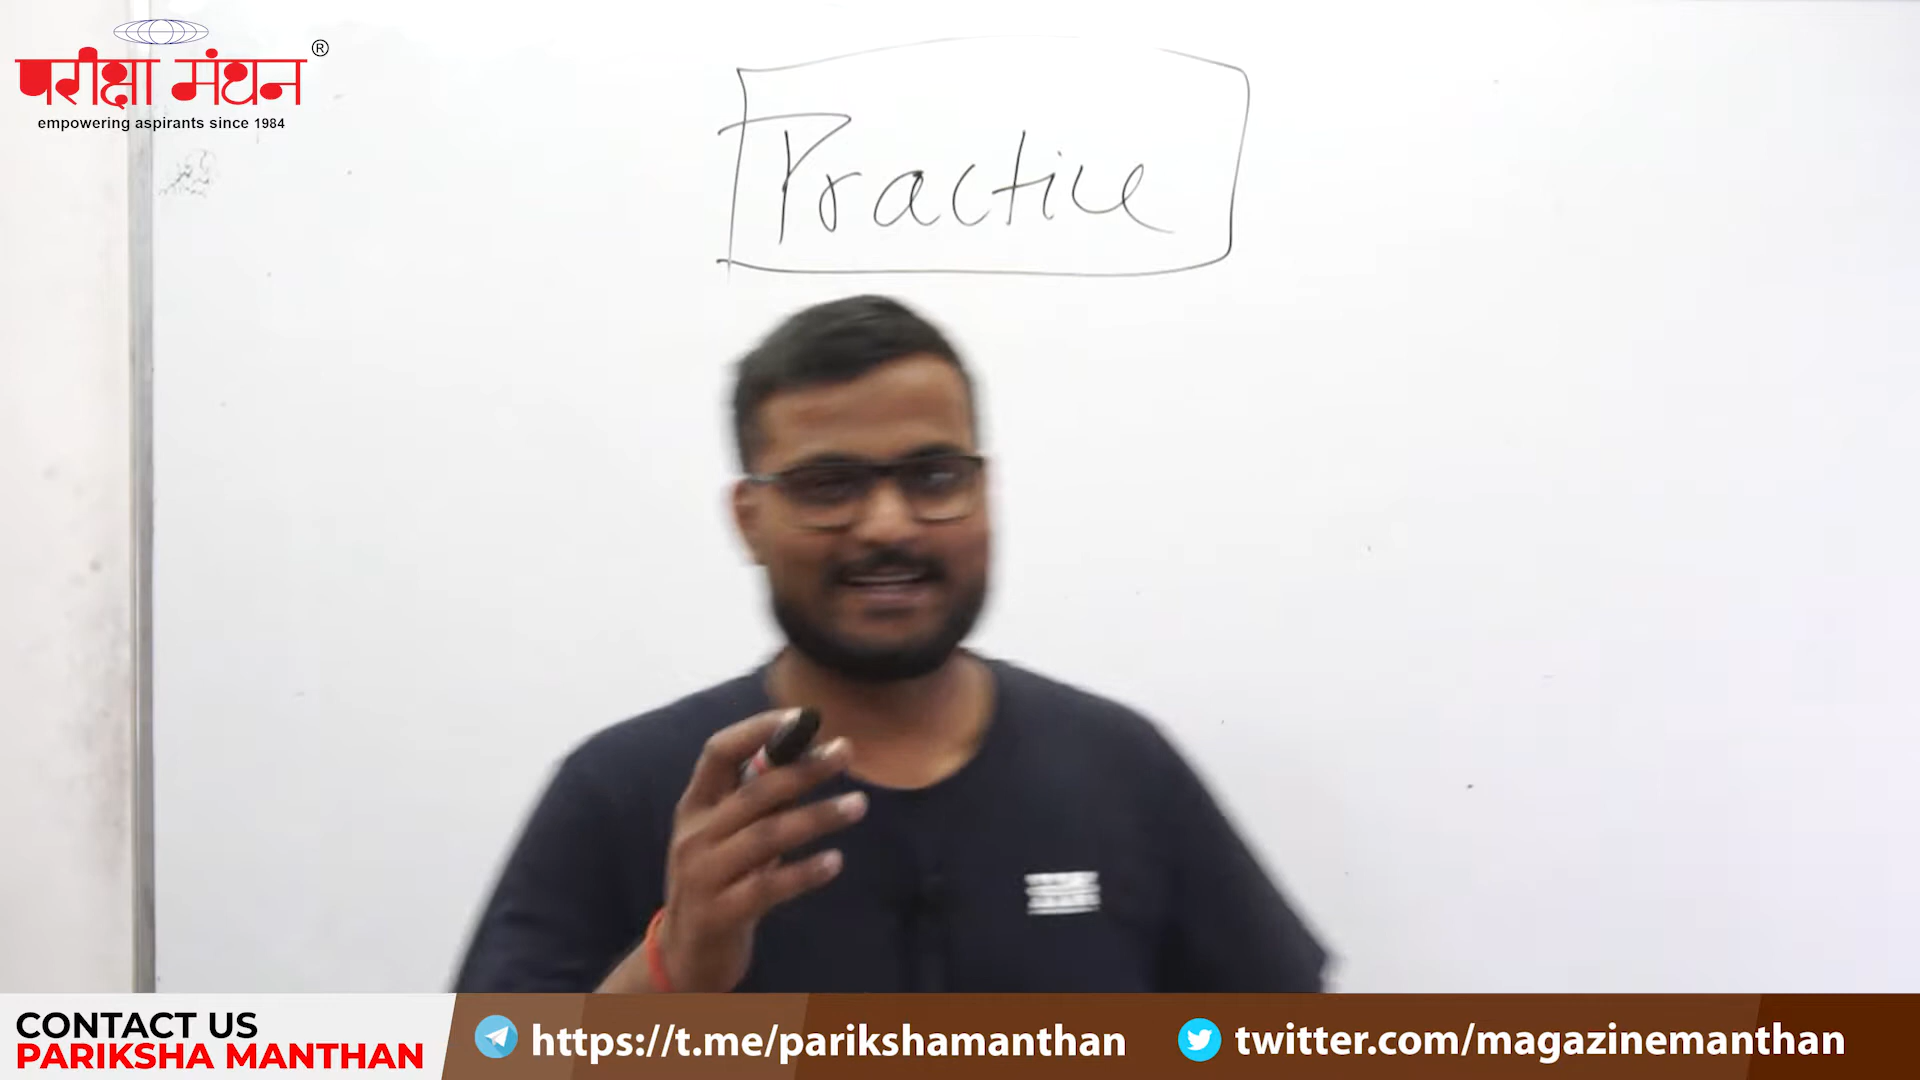 परीक्षा मंथन ®
empowering aspirants since 1984
Practice
CONTACT US
PARIKSHA MANTHAN
https://t.me/parikshamanthan
twitter.com/magazinemanthan